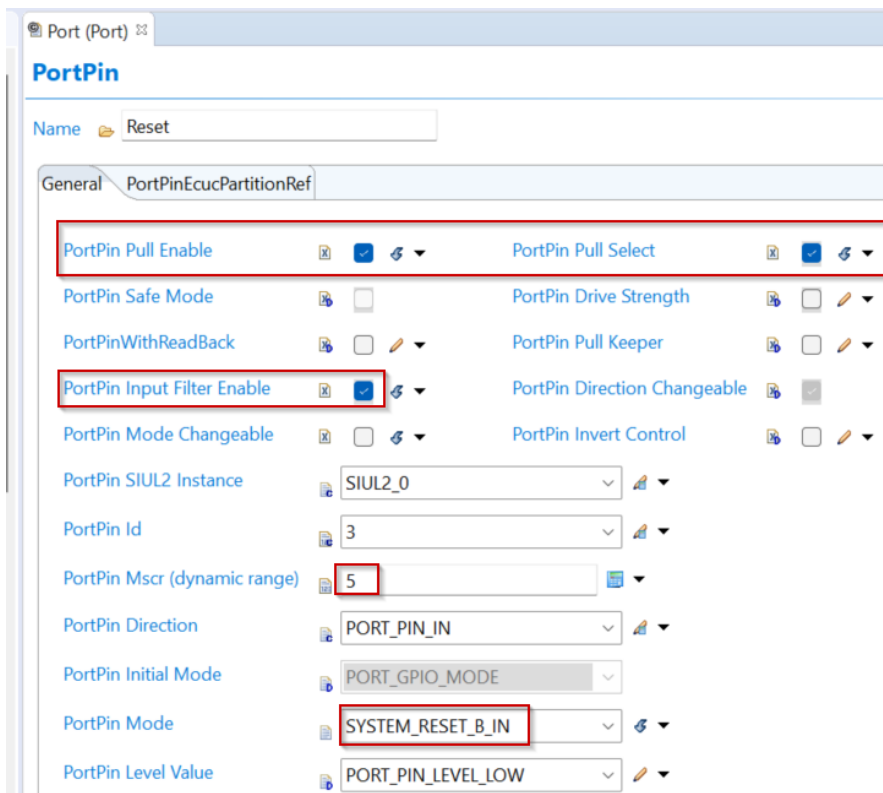 Port (Port)
PortPin
Name Reset
General PortPinEcucPartitionRef
PortPin Pull Enable PortPin Pull Select
PortPin Safe Mode PortPin Drive Strength
PortPinWithReadBack PortPin Pull Keeper
PortPin Input Filter Enable PortPin Direction Changeable
PortPin Mode Changeable PortPin Invert Control
PortPin SIUL2 Instance SIUL2_0
PortPin Id 3
PortPin Mscr (dynamic range) 5
PortPin Direction PORT_PIN_IN
PortPin Initial Mode PORT_GPIO_MODE
PortPin Mode SYSTEM_RESET_B_IN
PortPin Level Value PORT_PIN_LEVEL_LOW